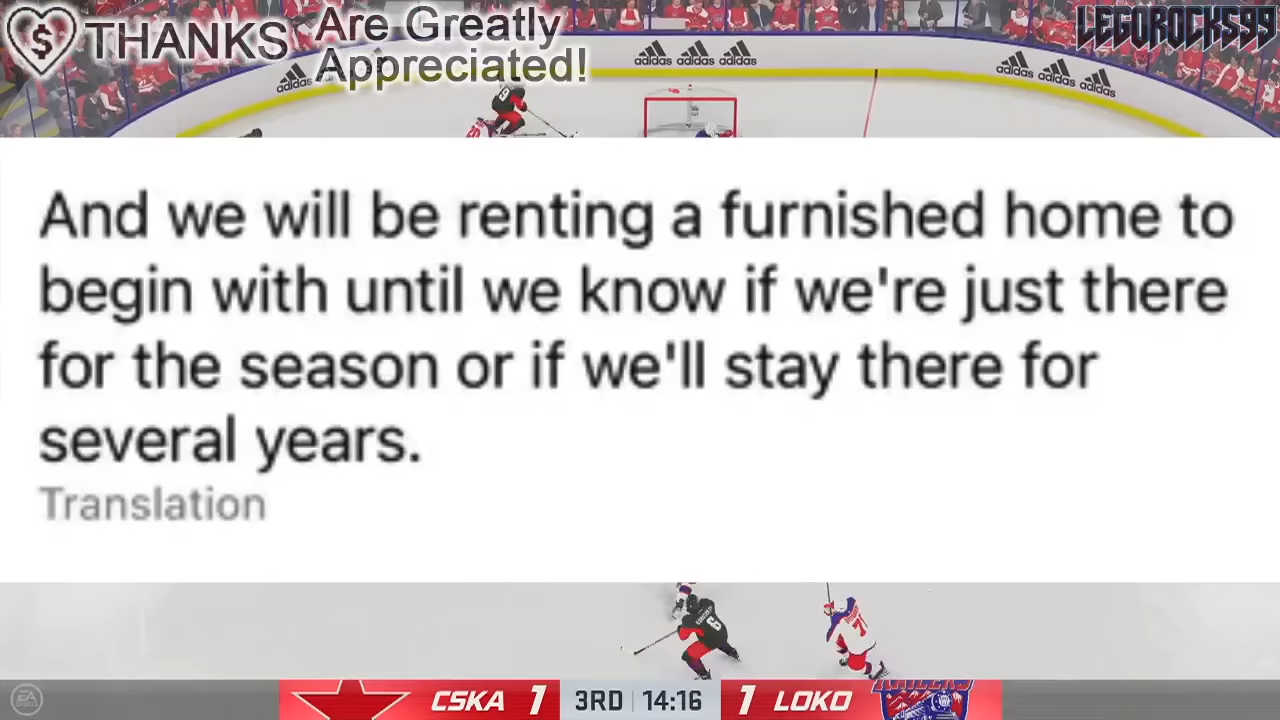 THANKS
Are Greatly
Appreciated!
LEGOROCKS99
adidas adidas adidas adidas adidas adidas adidas
And we will be renting a furnished home to
begin with until we know if we're just there
for the season or if we'll stay there for
several years.
Translation
6
EA
CSKA 1 3RD 14:16 1 LOKO